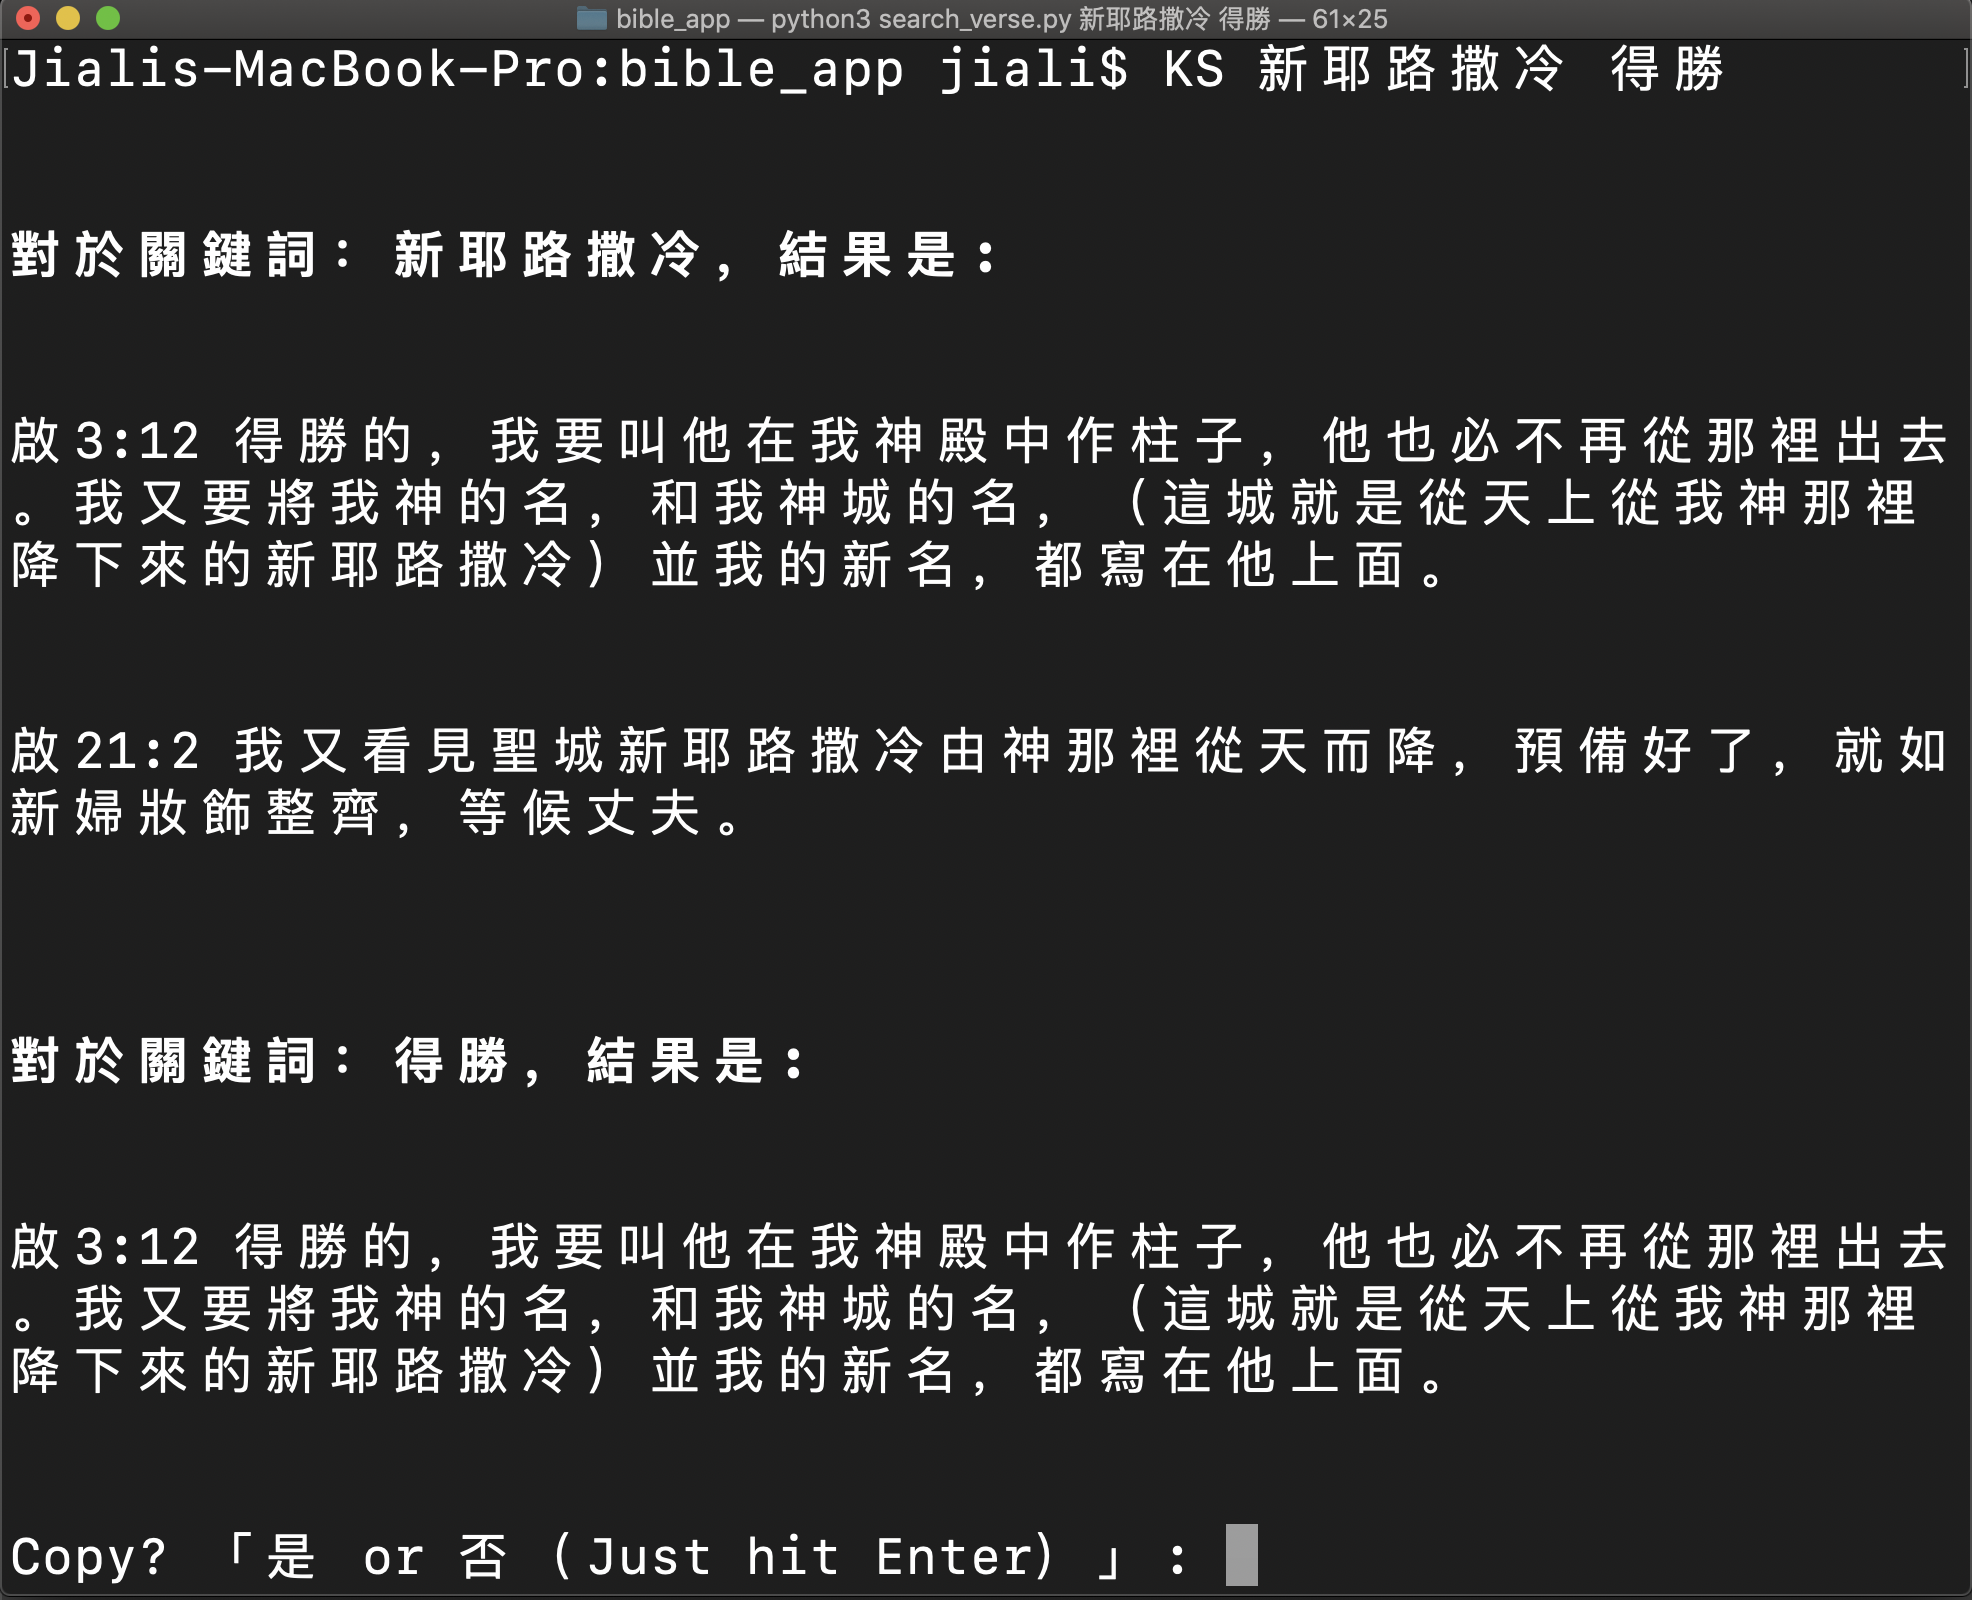 bible_app — python3 search_verse.py 新耶路撒冷 得勝 — 61×25
Jialis-MacBook-Pro:bible_app jiali$ KS 新耶路撒冷 得勝
對於關鍵詞：新耶路撒冷，結果是:
啟3:12 得勝的，我要叫他在我神殿中作柱子，他也必不再從那裡出去
。我又要將我神的名，和我神城的名，（這城就是從天上從我神那裡
降下來的新耶路撒冷）並我的新名，都寫在他上面。
啟21:2 我又看見聖城新耶路撒冷由神那裡從天而降，預備好了，就如
新婦妝飾整齊，等候丈夫。
對於關鍵詞：得勝，結果是:
啟3:12 得勝的，我要叫他在我神殿中作柱子，他也必不再從那裡出去
。我又要將我神的名，和我神城的名，（這城就是從天上從我神那裡
降下來的新耶路撒冷）並我的新名，都寫在他上面。
Copy? 「是 or 否（Just hit Enter）」: